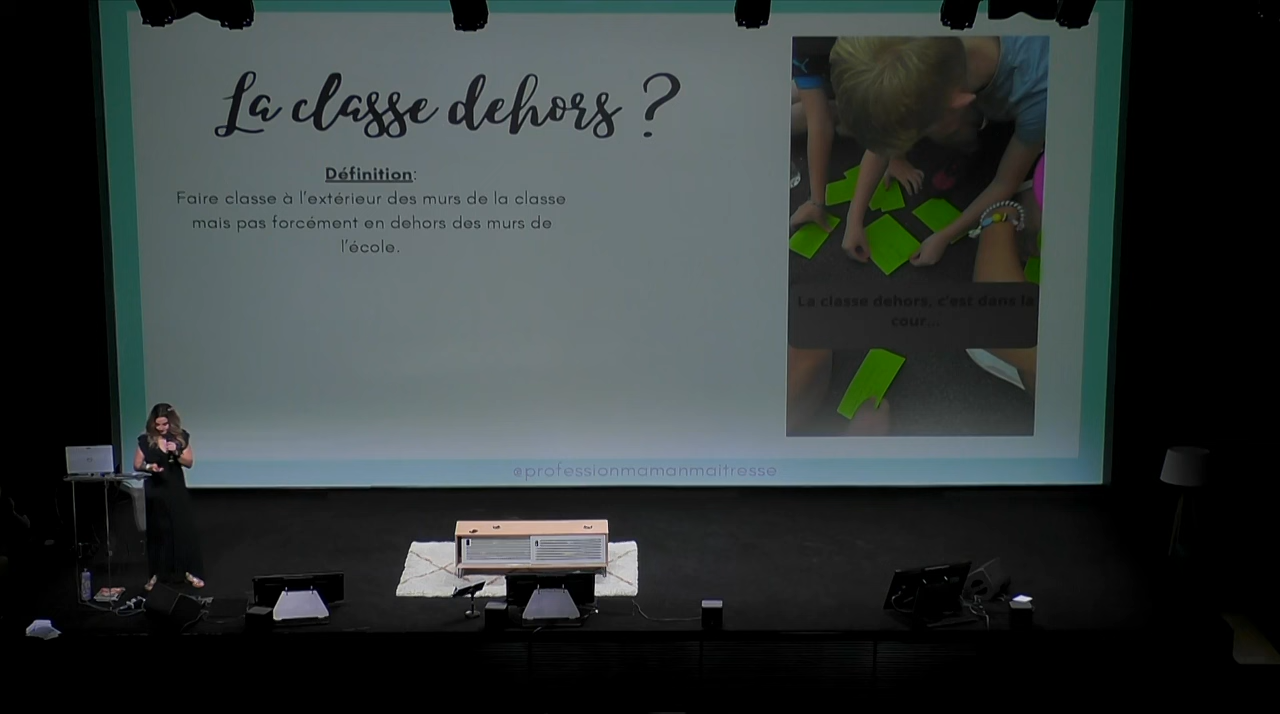 La classe dehors ?
Définition:
Faire classe à l'extérieur des murs de la classe
mais pas forcément en dehors des murs de
l'école.
La classe dehors, c'est dans la
cour...
@professionmamanmaitresse